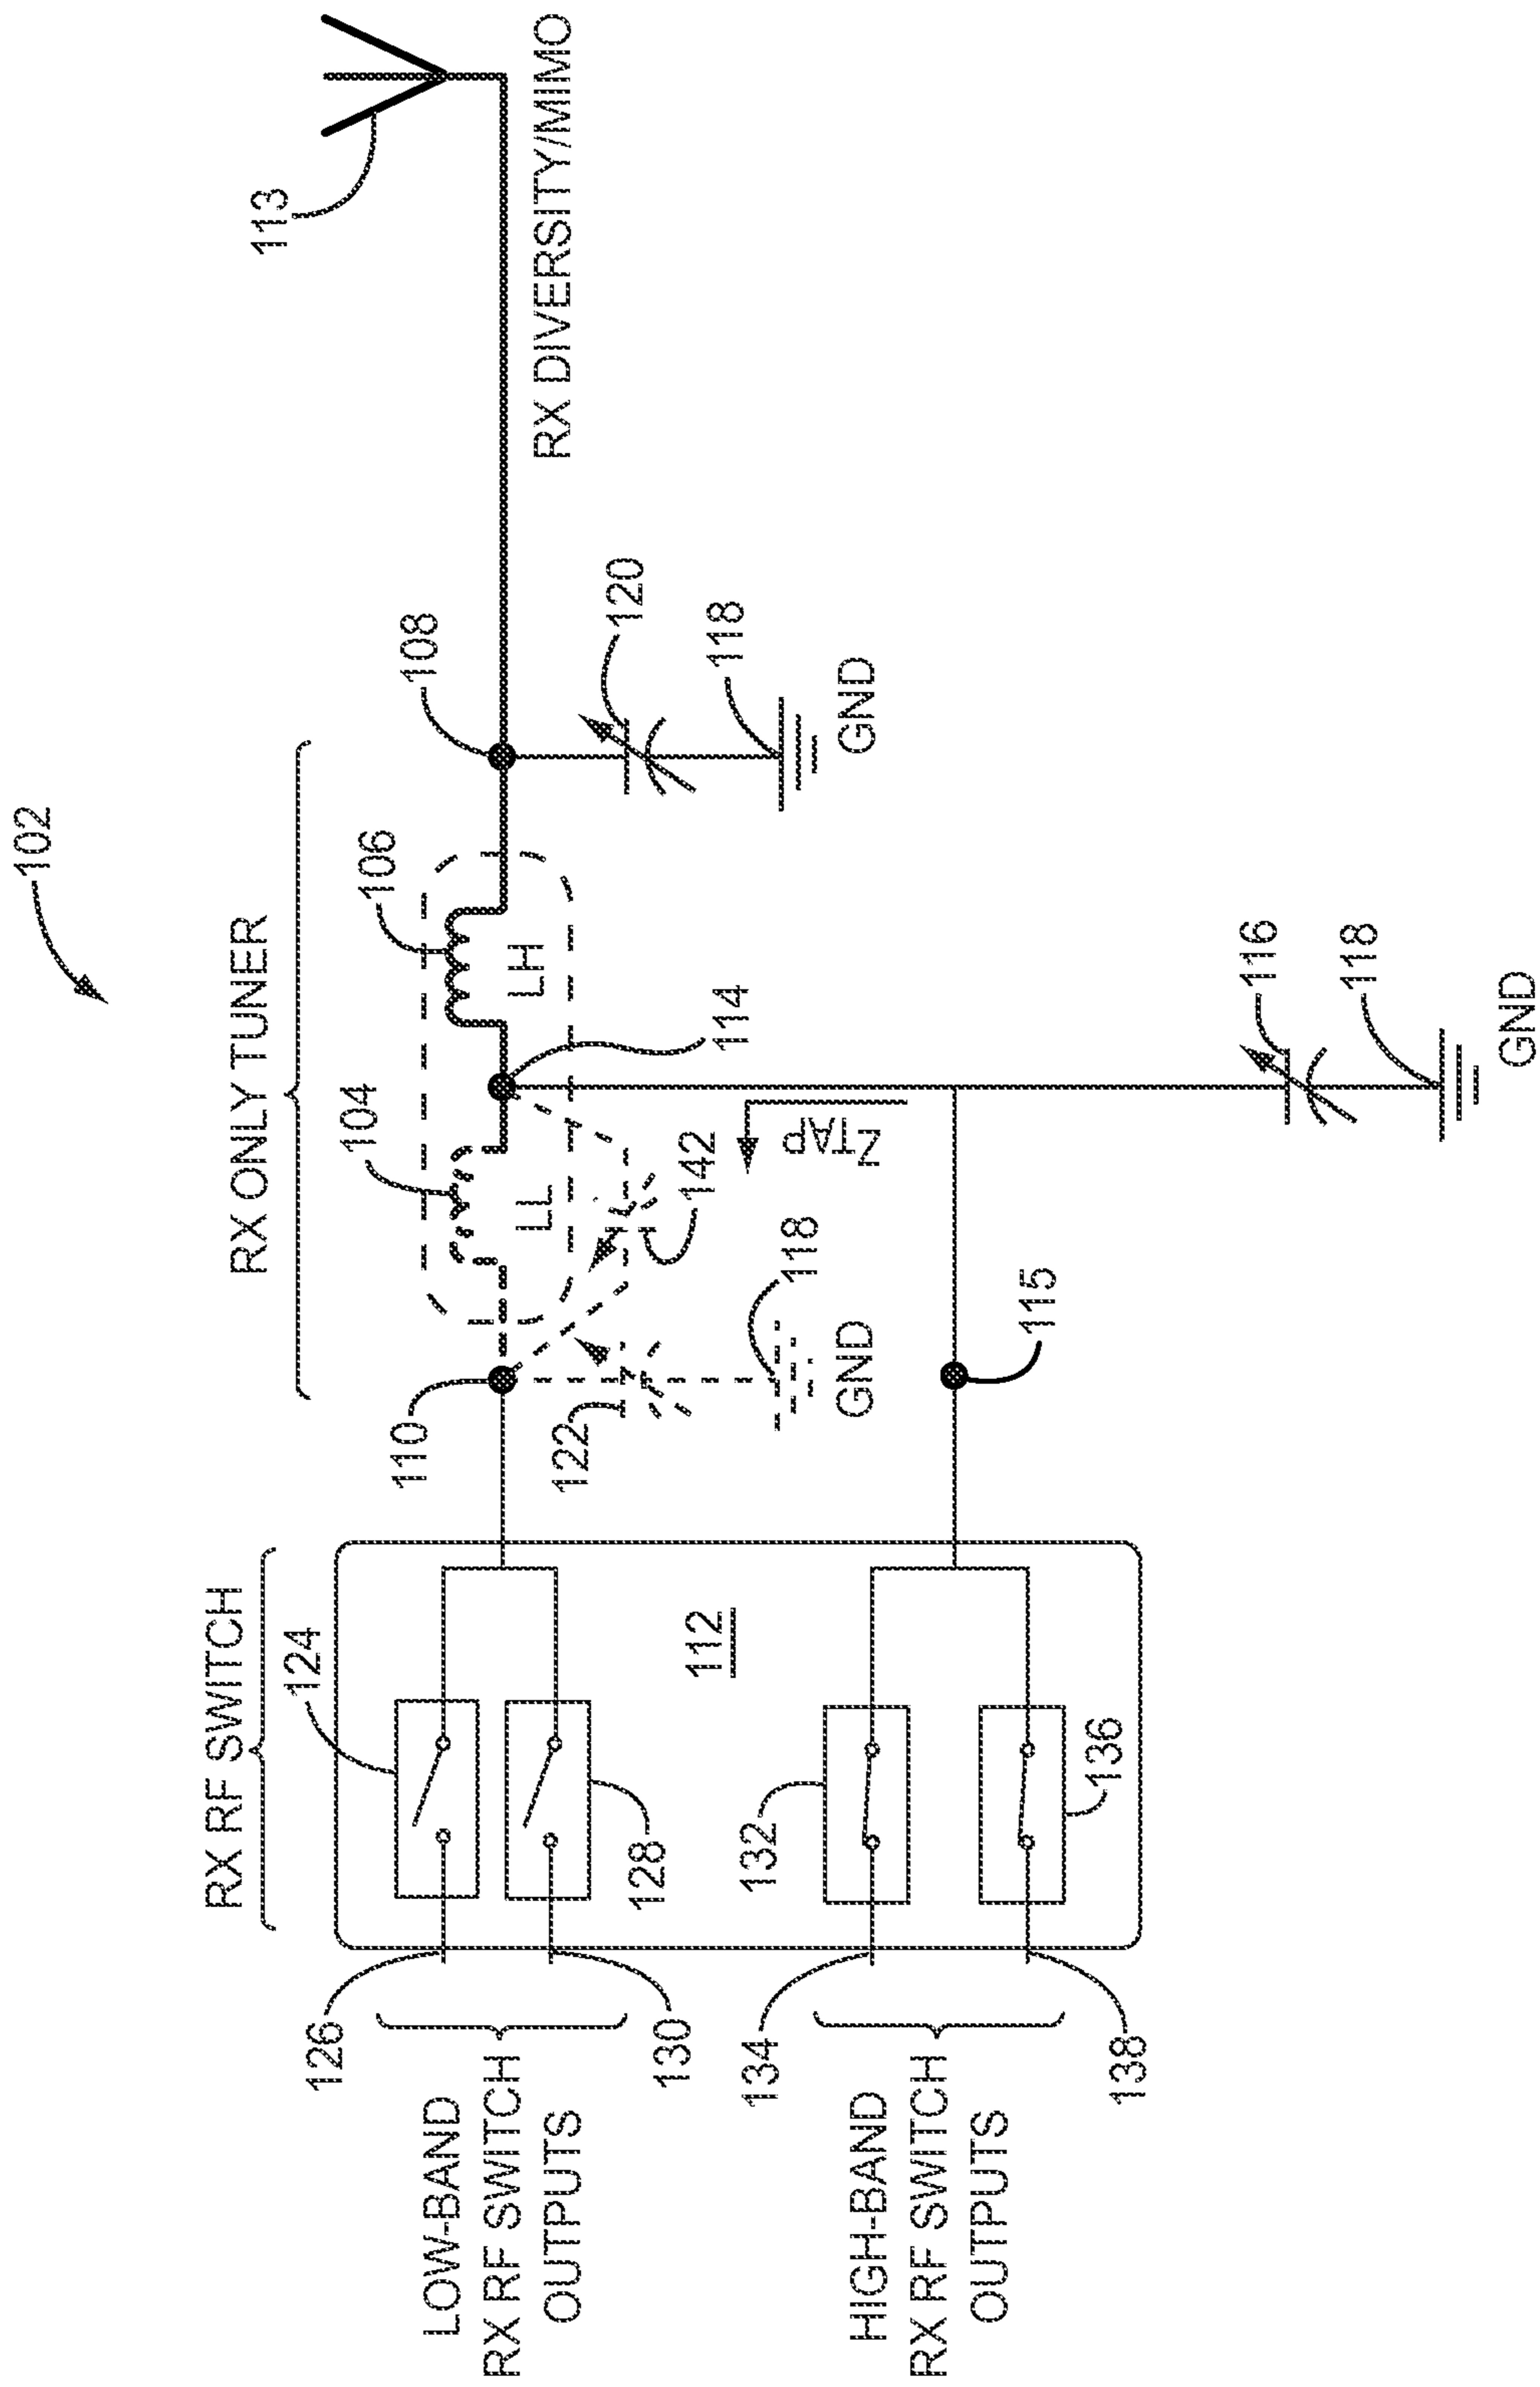 102
RX RF SWITCH
RX ONLY TUNER
113
124
104
106
126
110
108
LL
LH
LOW-BAND
RX RF SWITCH
OUTPUTS
RX DIVERSITY/MIMO
130
128
122
142
114
120
112
118
118
ZTAP
GND
GND
134
132
HIGH-BAND
RX RF SWITCH
OUTPUTS
115
138
136
116
118
GND